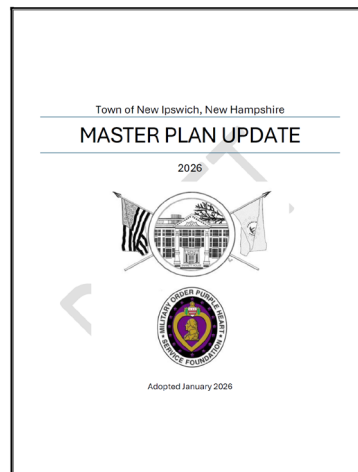 Town of New Ipswich, New Hampshire
MASTER PLAN UPDATE
2026
MILITARY ORDER PURPLE HEART
SERVICE FOUNDATION
Adopted January 2026